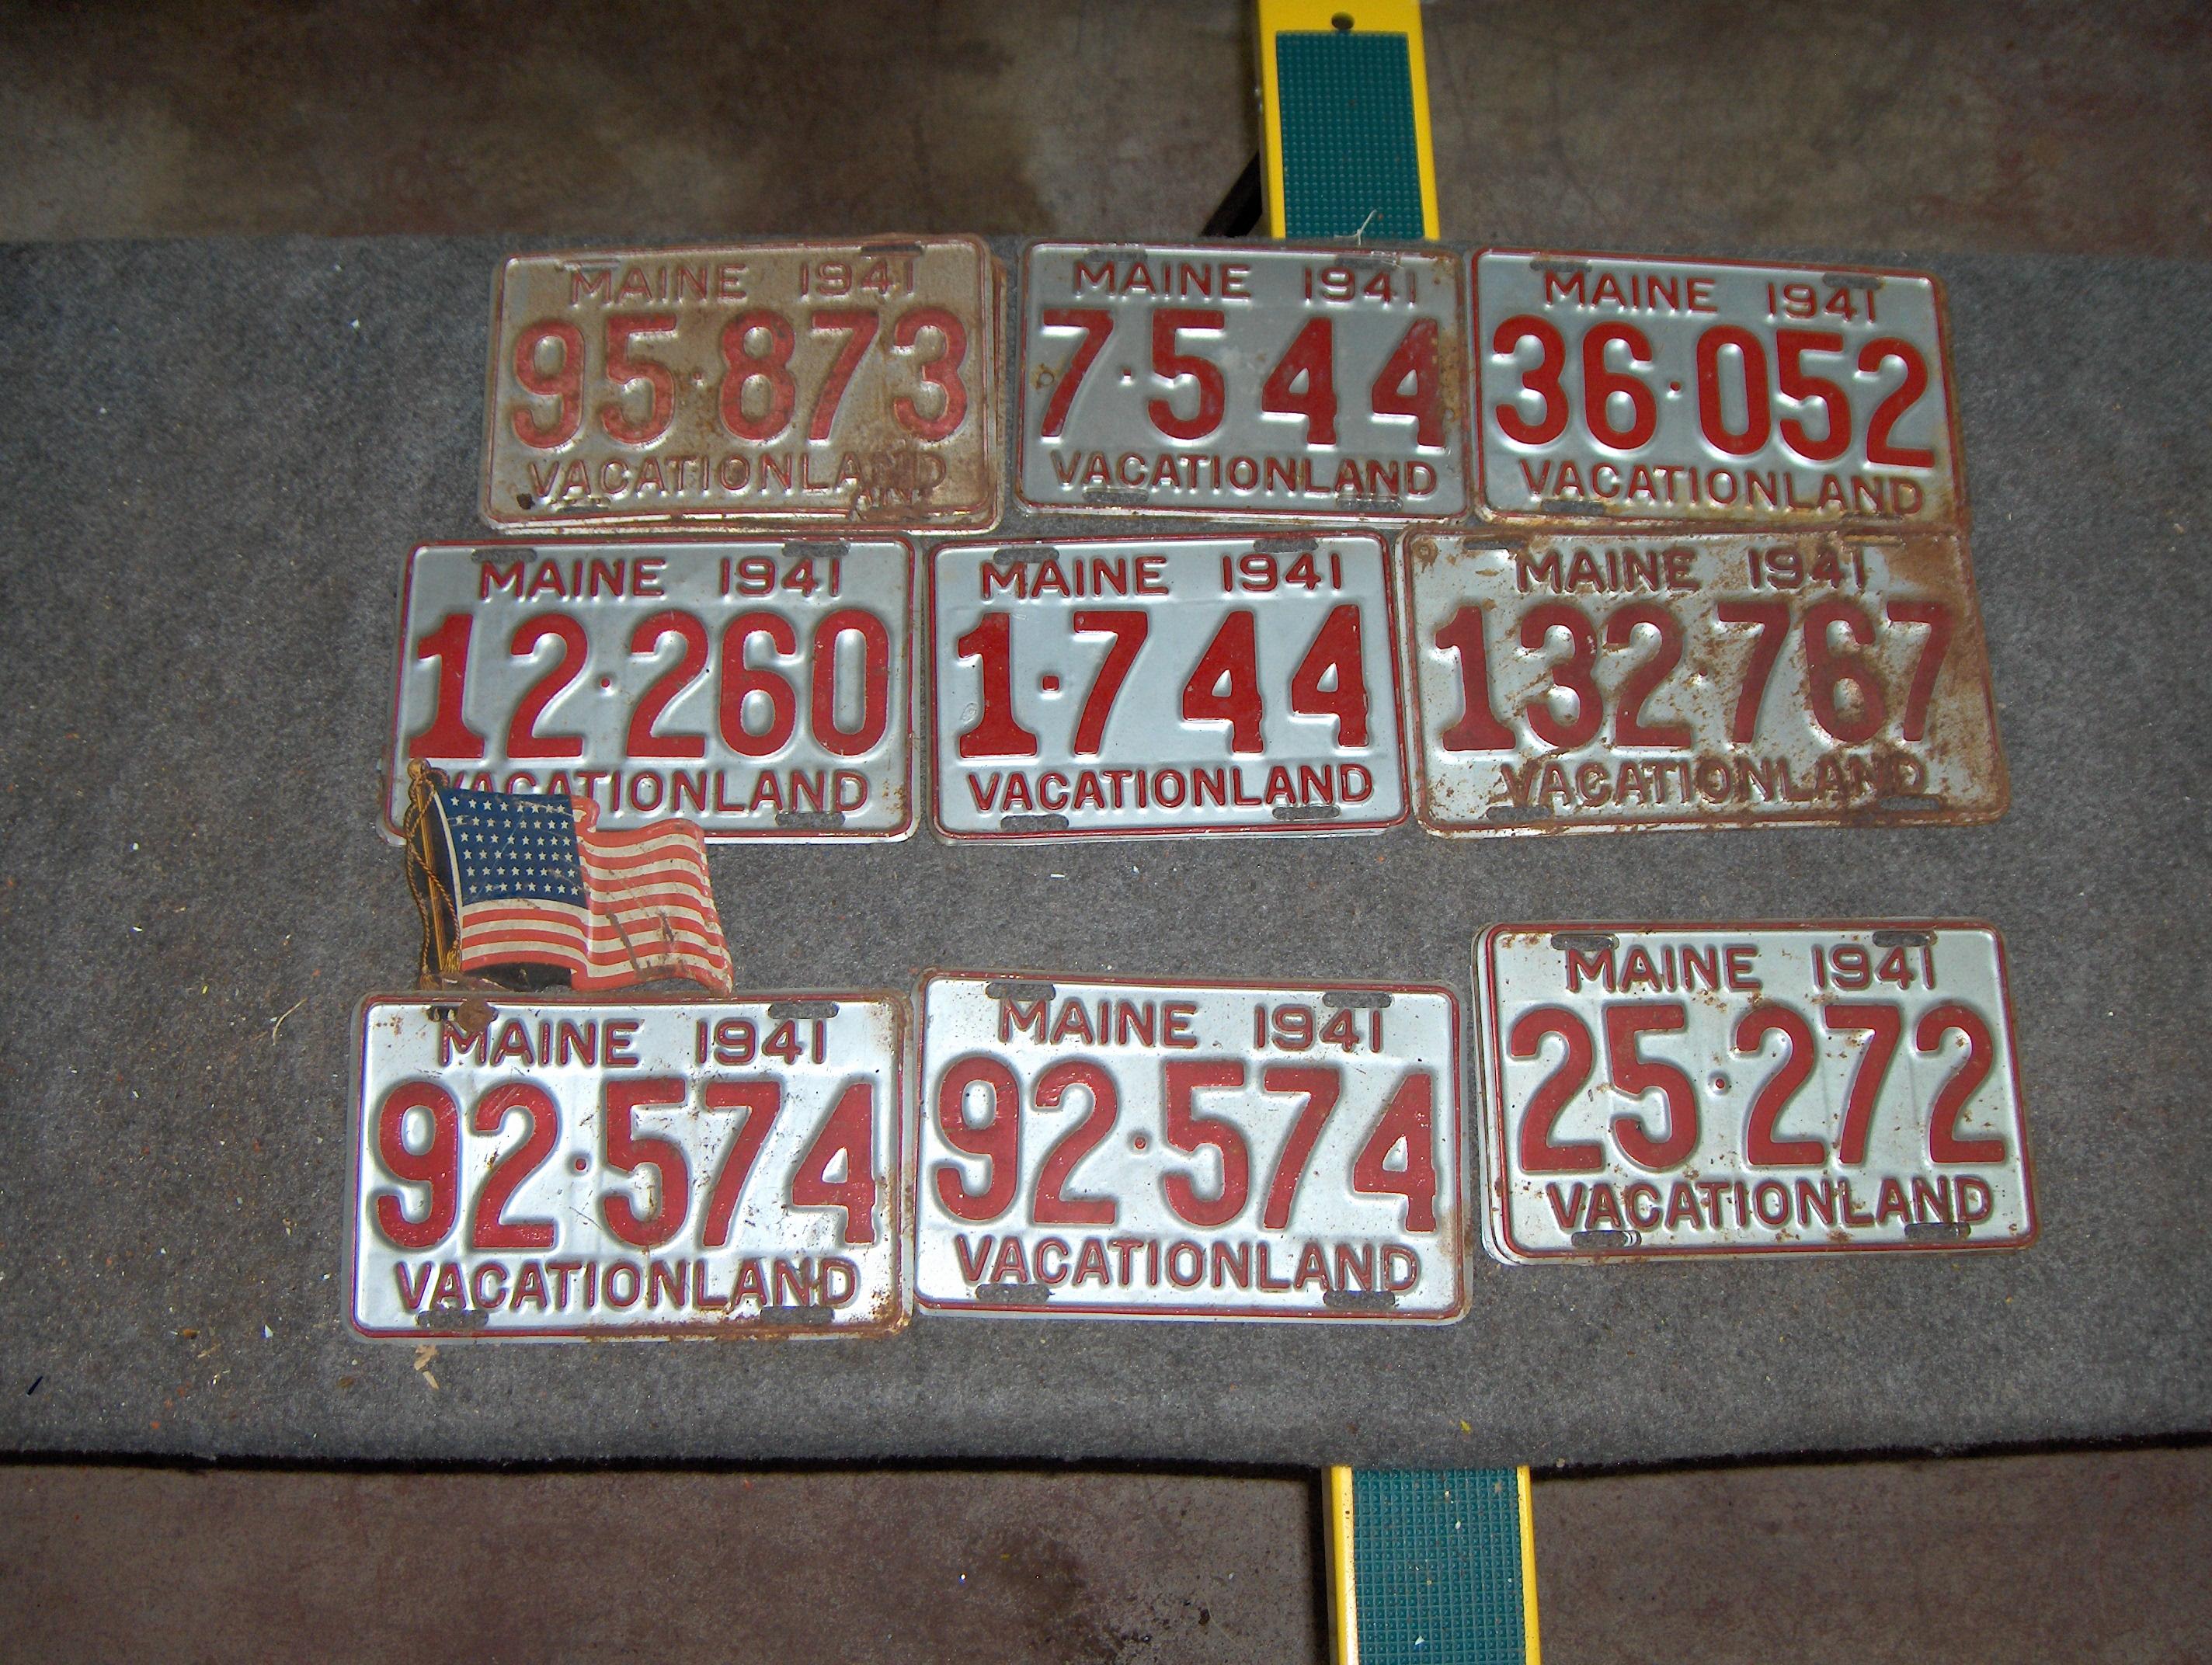 MAINE 1941
95·873
VACATIONLAND
MAINE 1941
7·544
VACATIONLAND
MAINE 1941
36·052
VACATIONLAND
MAINE 1941
12·260
VACATIONLAND
MAINE 1941
1·744
VACATIONLAND
MAINE 1941
132·767
VACATIONLAND
MAINE 1941
92·574
VACATIONLAND
MAINE 1941
92·574
VACATIONLAND
MAINE 1941
25·272
VACATIONLAND